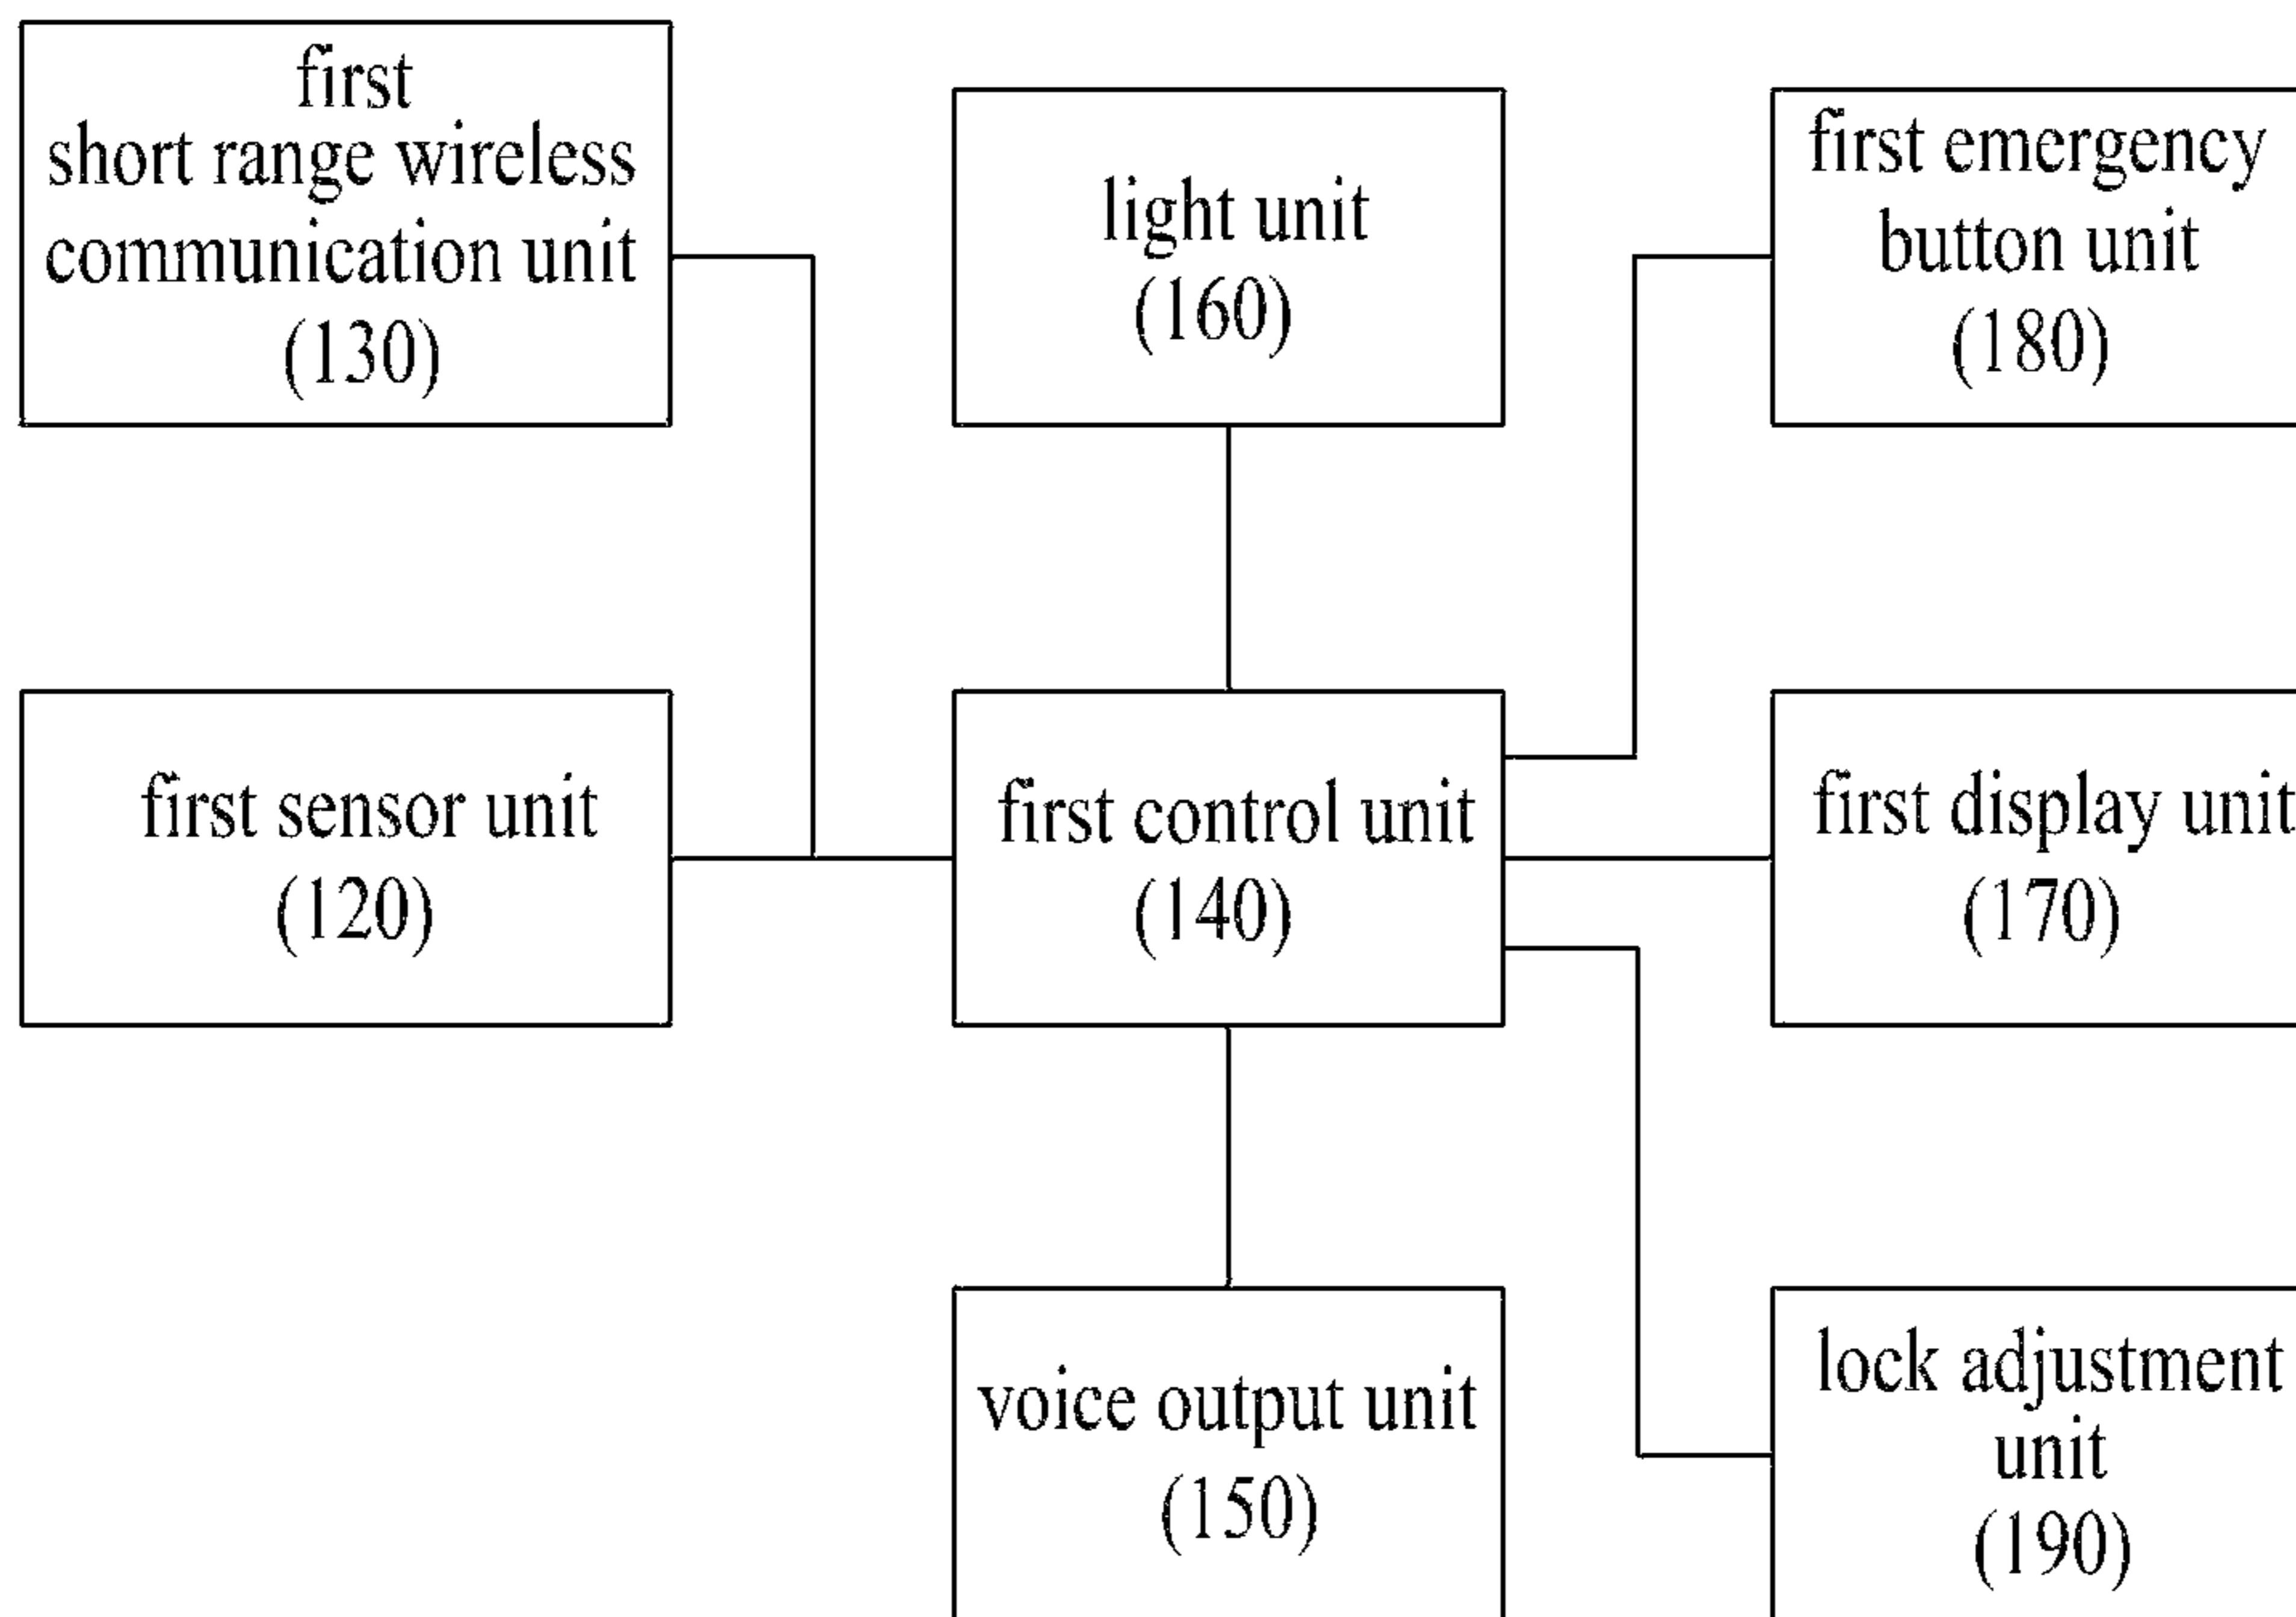 first
short range wireless
communication unit
(130)
light unit
(160)
first emergency
button unit
(180)
first sensor unit
(120)
first control unit
(140)
first display unit
(170)
voice output unit
(150)
lock adjustment
unit
(190)